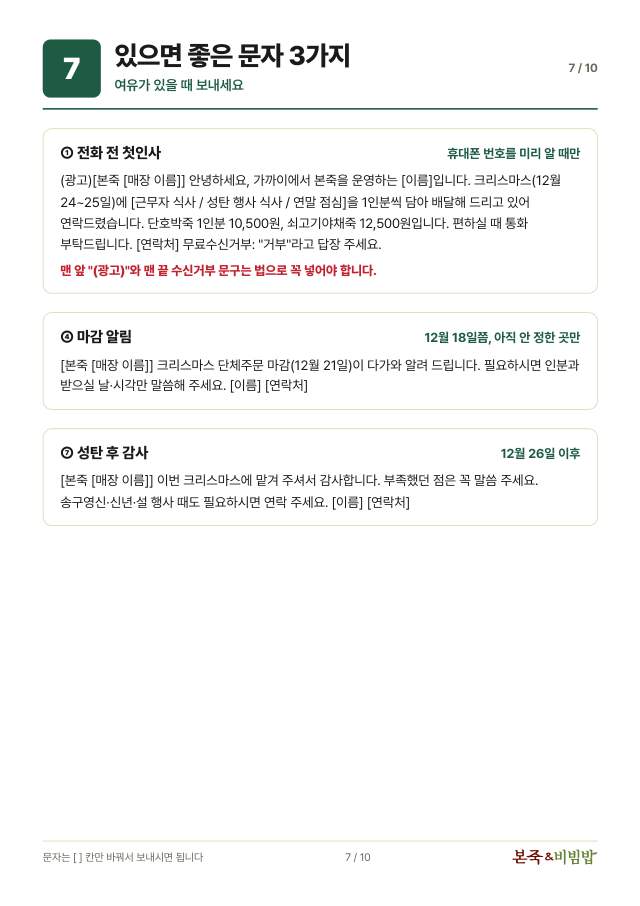 7
있으면 좋은 문자 3가지
여유가 있을 때 보내세요
7 / 10
① 전화 전 첫인사
휴대폰 번호를 미리 알 때만
(광고)[본죽 [매장 이름]] 안녕하세요, 가까이에서 본죽을 운영하는 [이름]입니다. 크리스마스(12월
24~25일)에 [근무자 식사 / 성탄 행사 식사 / 연말 점심]을 1인분씩 담아 배달해 드리고 있어
연락드렸습니다. 단호박죽 1인분 10,500원, 쇠고기야채죽 12,500원입니다. 편하실 때 통화
부탁드립니다. [연락처] 무료수신거부: "거부"라고 답장 주세요.
맨 앞 "(광고)"와 맨 끝 수신거부 문구는 법으로 꼭 넣어야 합니다.
④ 마감 알림
12월 18일쯤, 아직 안 정한 곳만
[본죽 [매장 이름]] 크리스마스 단체주문 마감(12월 21일)이 다가와 알려 드립니다. 필요하시면 인분과
받으실 날·시각만 말씀해 주세요. [이름] [연락처]
⑦ 성탄 후 감사
12월 26일 이후
[본죽 [매장 이름]] 이번 크리스마스에 맡겨 주셔서 감사합니다. 부족했던 점은 꼭 말씀 주세요.
송구영신·신년·설 행사 때도 필요하시면 연락 주세요. [이름] [연락처]
문자는 [ ] 칸만 바꿔서 보내시면 됩니다
7 / 10
본죽&비빔밥